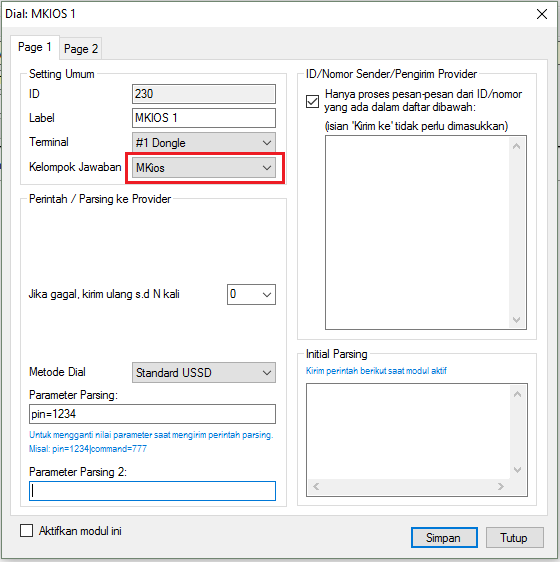 Dial: MKIOS 1
Page 1
Page 2
Setting Umum
ID
230
Label
MKIOS 1
Terminal
#1 Dongle
Kelompok Jawaban
MKios
Perintah / Parsing ke Provider
Jika gagal, kirim ulang s.d N kali
0
Metode Dial
Standard USSD
Parameter Parsing:
pin=1234
Untuk mengganti nilai parameter saat mengirim perintah parsing.
Misal: pin=1234|command=777
Parameter Parsing 2:
Aktifkan modul ini
ID/Nomor Sender/Pengirim Provider
Hanya proses pesan-pesan dari ID/nomor
yang ada dalam daftar dibawah:
(isian 'Kirim ke' tidak perlu dimasukkan)
Initial Parsing
Kirim perintah berikut saat modul aktif
Simpan
Tutup